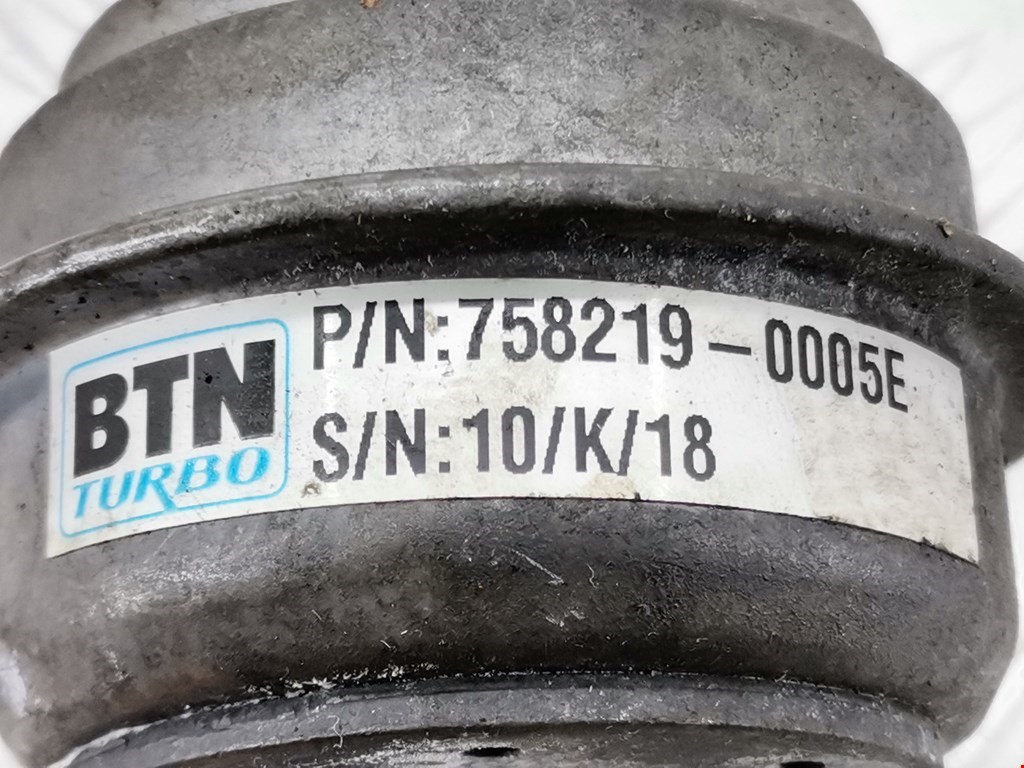 BTN
TURBO
P/N:758219-0005E
S/N:10/K/18